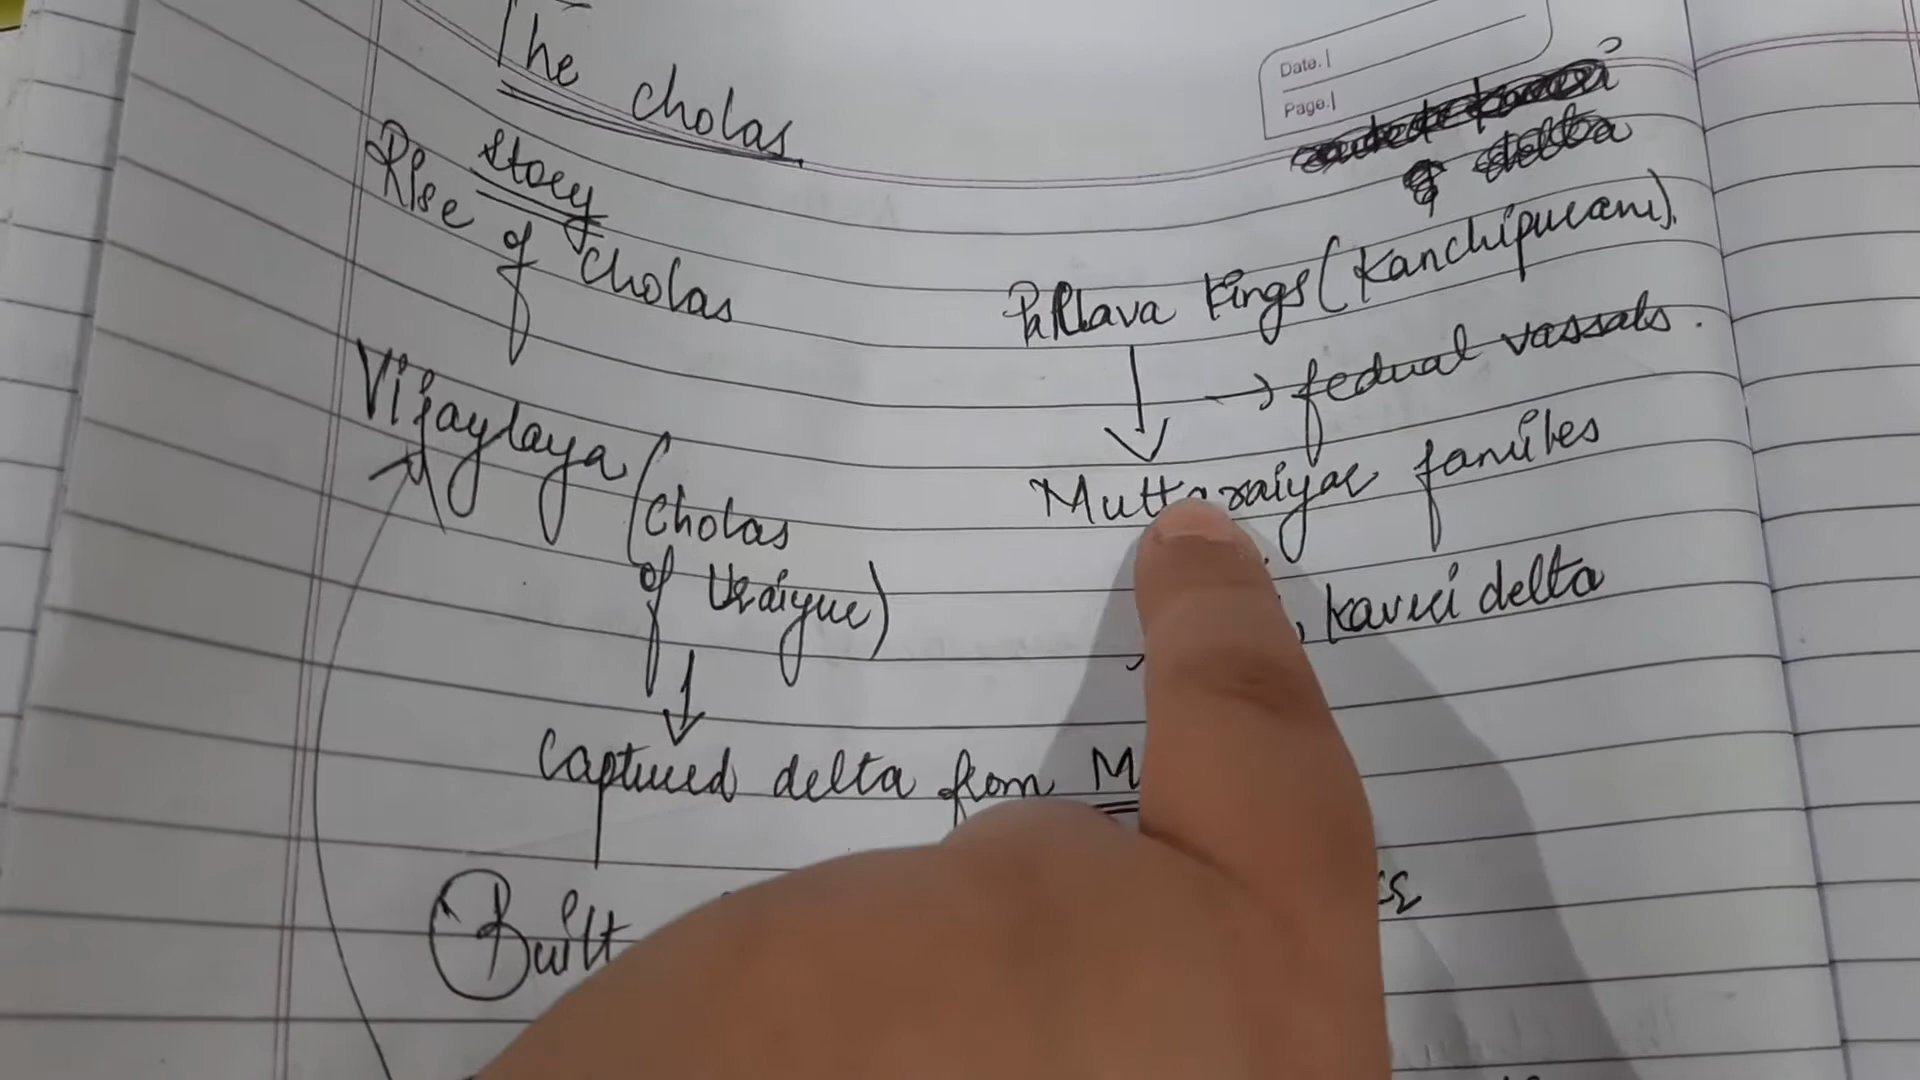 The cholas.
Date.
Page.
story
Rise of cholas
Pallava kings (Kanchipuram).
→ fedual vassals.
Vijaylaya (cholas
of Uraiyur)
Muttaraiyar families
kaveri delta
Captured delta from M
Built